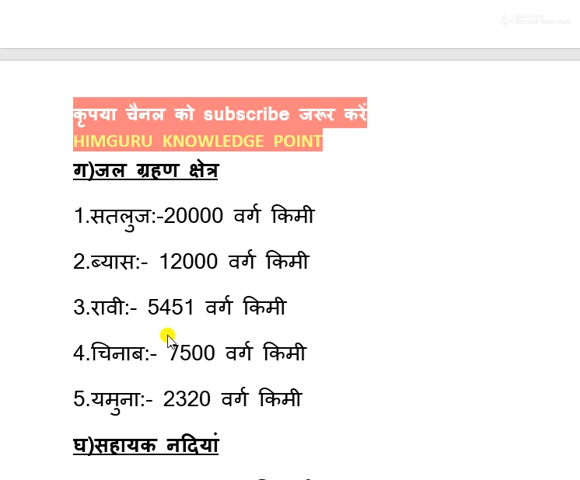 कृपया चैनल को subscribe जरूर करें
HIMGURU KNOWLEDGE POINT
ग)जल ग्रहण क्षेत्र
1.सतलुज:-20000 वर्ग किमी
2.ब्यास:- 12000 वर्ग किमी
3.रावी:- 5451 वर्ग किमी
4.चिनाब:- 7500 वर्ग किमी
5.यमुना:- 2320 वर्ग किमी
घ)सहायक नदियां